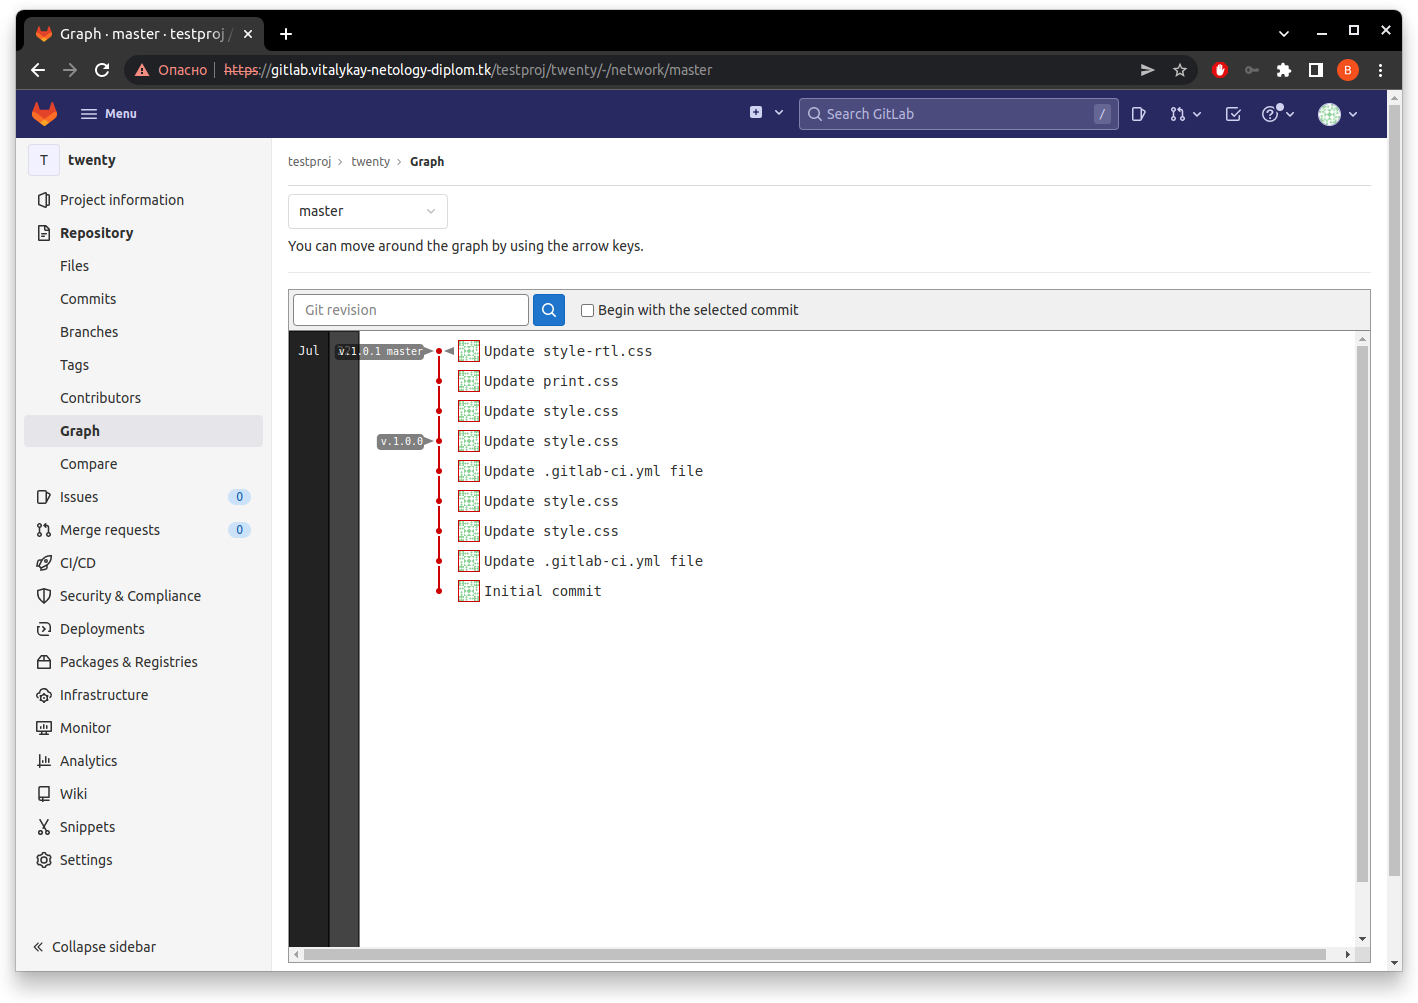 Graph · master · testproj /
Опасно https://gitlab.vitalykay-netology-diplom.tk/testproj/twenty/-/network/master
B
Menu
Search GitLab
/
T twenty
Project information
Repository
Files
Commits
Branches
Tags
Contributors
Graph
Compare
Issues 0
Merge requests 0
CI/CD
Security & Compliance
Deployments
Packages & Registries
Infrastructure
Monitor
Analytics
Wiki
Snippets
Settings
Collapse sidebar
testproj > twenty > Graph
master
You can move around the graph by using the arrow keys.
Git revision
Begin with the selected commit
Jul
v.1.0.1 master Update style-rtl.css
Update print.css
Update style.css
v.1.0.0 Update style.css
Update .gitlab-ci.yml file
Update style.css
Update style.css
Update .gitlab-ci.yml file
Initial commit